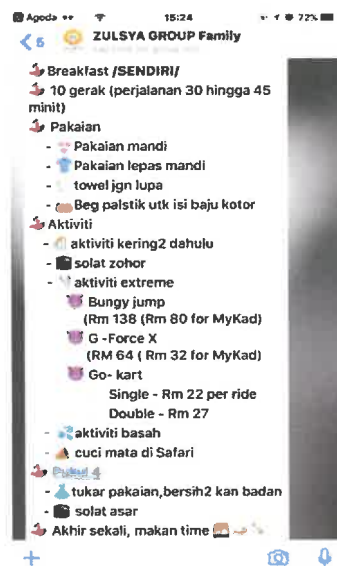 Agoda
15:24
72%
6
ZULSYA GROUP Family
Breakfast /SENDIRI/
10 gerak (perjalanan 30 hingga 45
minit)
Pakaian
- Pakaian mandi
- Pakaian lepas mandi
- towel jgn lupa
- Beg palstik utk isi baju kotor
Aktiviti
- aktiviti kering2 dahulu
- solat zohor
- aktiviti extreme
Bungy jump
(Rm 138 (Rm 80 for MyKad)
G -Force X
(RM 64 ( Rm 32 for MyKad)
Go- kart
Single - Rm 22 per ride
Double - Rm 27
- aktiviti basah
- cuci mata di Safari
Pukul 4
- tukar pakaian,bersih2 kan badan
- solat asar
Akhir sekali, makan time